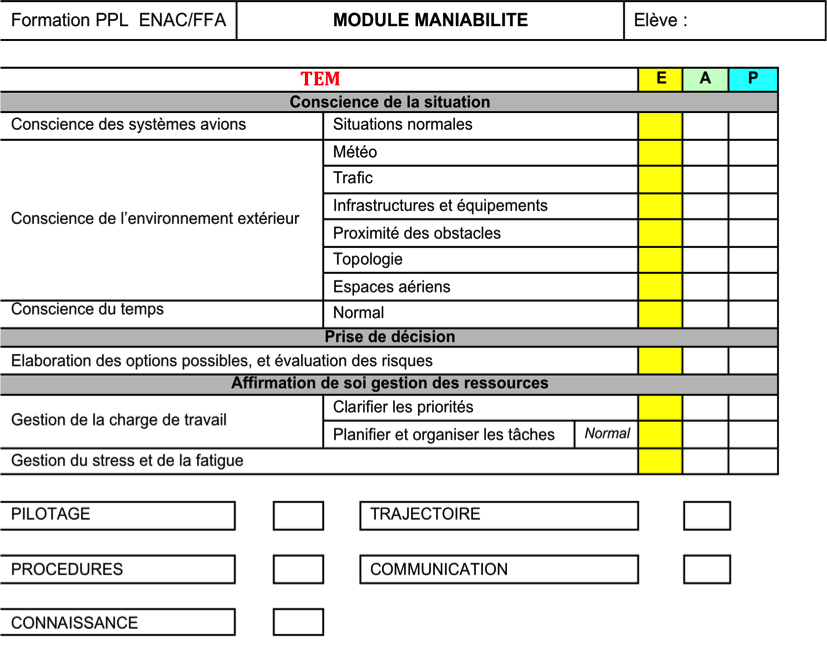 Formation PPL ENAC/FFA MODULE MANIABILITE Elève :
TEM E A P
Conscience de la situation
Conscience des systèmes avions Situations normales
Météo
Trafic
Infrastructures et équipements
Conscience de l'environnement extérieur
Proximité des obstacles
Topologie
Espaces aériens
Conscience du temps Normal
Prise de décision
Elaboration des options possibles, et évaluation des risques
Affirmation de soi gestion des ressources
Gestion de la charge de travail Clarifier les priorités
Planifier et organiser les tâches Normal
Gestion du stress et de la fatigue
PILOTAGE TRAJECTOIRE
PROCEDURES COMMUNICATION
CONNAISSANCE